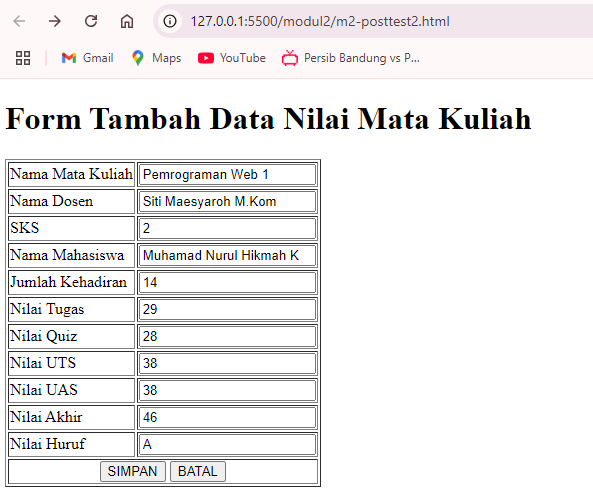 127.0.0.1:5500/modul2/m2-posttest2.html
Gmail Maps YouTube Persib Bandung vs P...
Form Tambah Data Nilai Mata Kuliah
Nama Mata Kuliah Pemrograman Web 1
Nama Dosen Siti Maesyaroh M.Kom
SKS 2
Nama Mahasiswa Muhamad Nurul Hikmah K
Jumlah Kehadiran 14
Nilai Tugas 29
Nilai Quiz 28
Nilai UTS 38
Nilai UAS 38
Nilai Akhir 46
Nilai Huruf A
SIMPAN BATAL